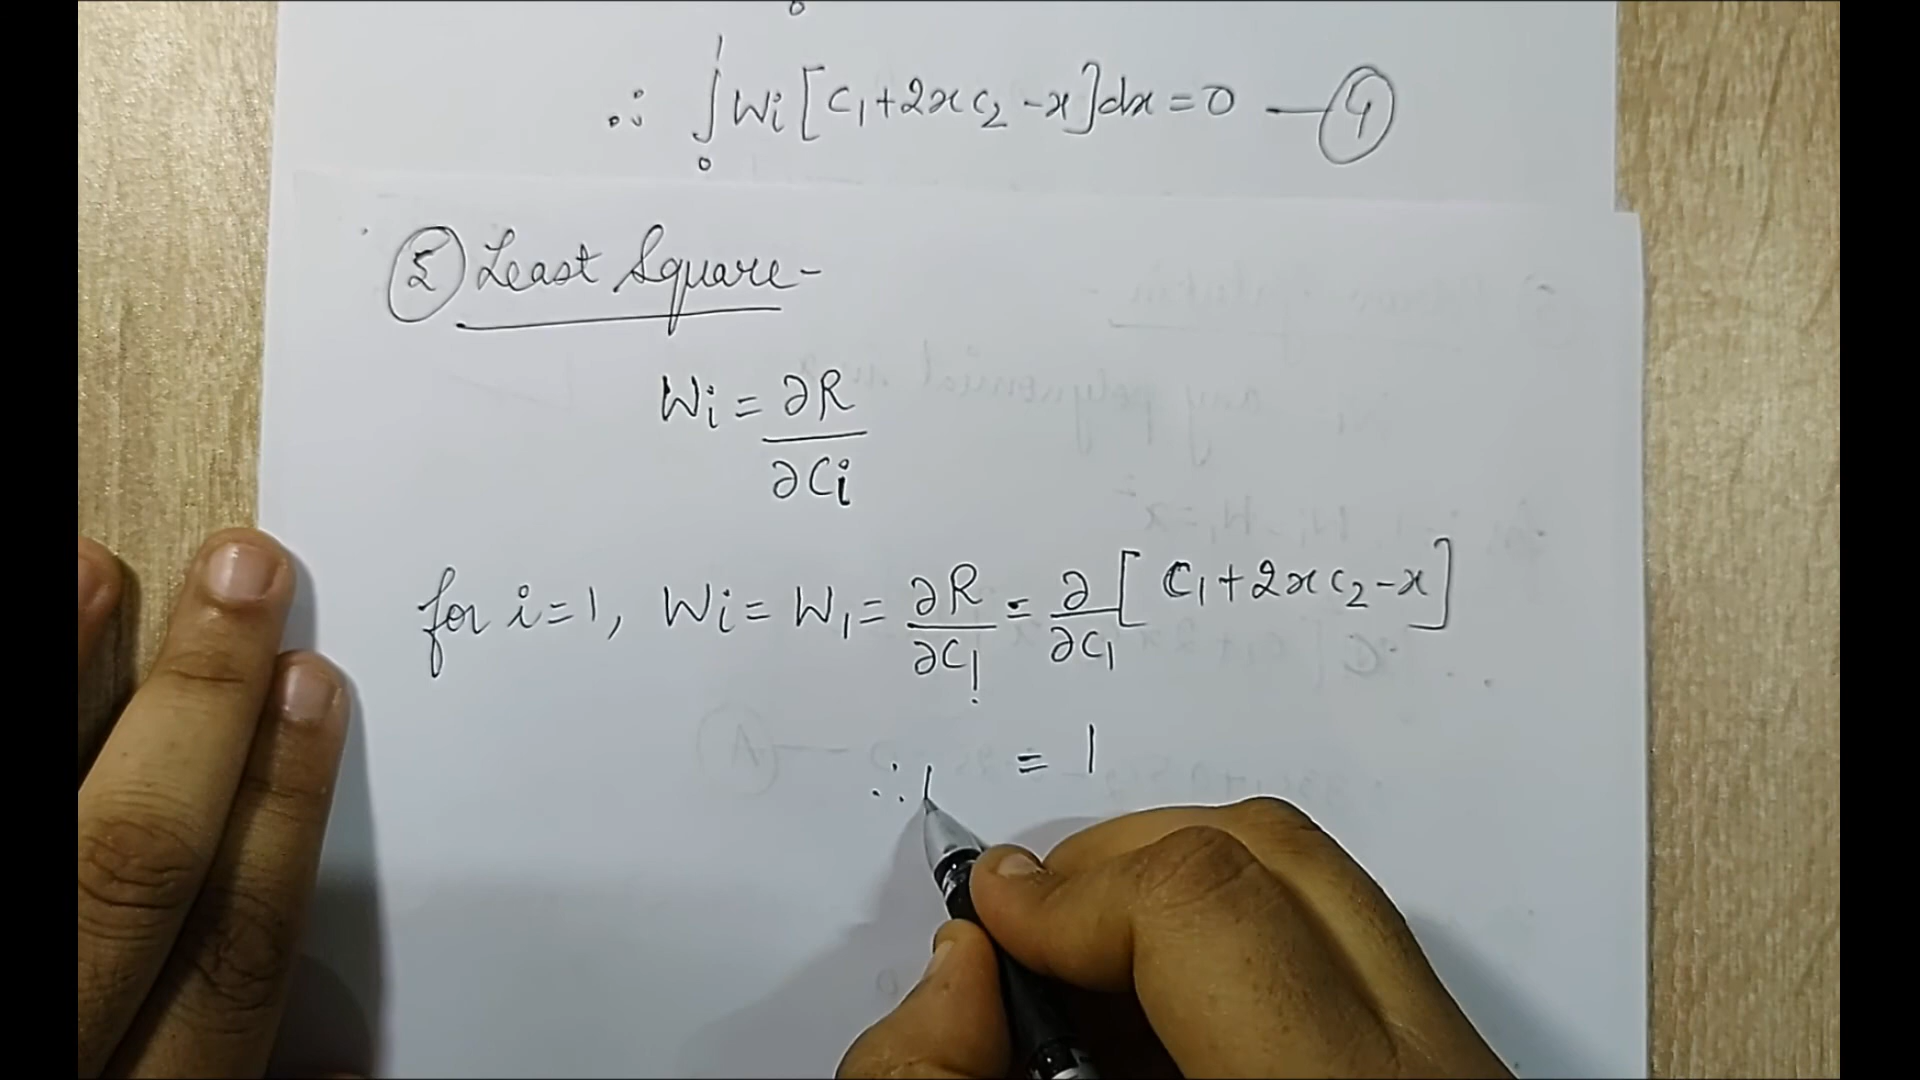 ∴ ∫₀¹ Wi [C₁+2xC₂-x]dx = 0 — ④
⑤ Least Square-
Wi = ∂R/∂Ci
for i=1, Wi = W₁ = ∂R/∂C₁ = ∂/∂C₁ [C₁+2xC₂-x]
= 1
∴